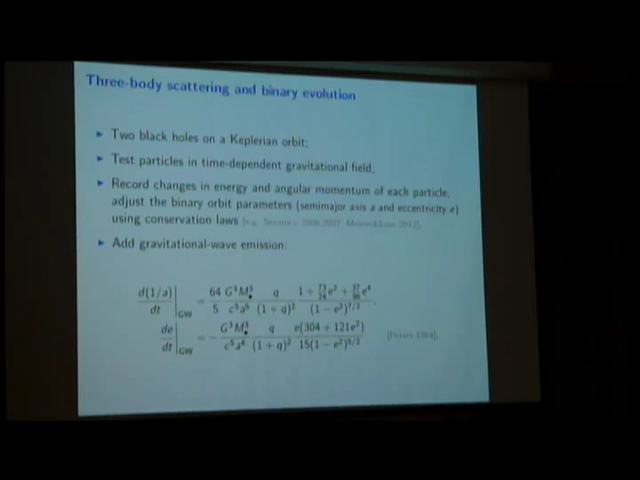 Three-body scattering and binary evolution
▸ Two black holes on a Keplerian orbit;
▸ Test particles in time-dependent gravitational field;
▸ Record changes in energy and angular momentum of each particle,
adjust the binary orbit parameters (semimajor axis a and eccentricity e)
using conservation laws
▸ Add gravitational-wave emission:
d(1/a)/dt |GW = 64/5 G³M•³/c⁵a⁵ q/(1 + q)² (1 + 73/24 e² + 37/96 e⁴)/(1 − e²)^7/2,
de/dt |GW = − G³M•³/c⁵a⁴ q/(1 + q)² e(304 + 121e²)/15(1 − e²)^5/2 [Peters 1964].